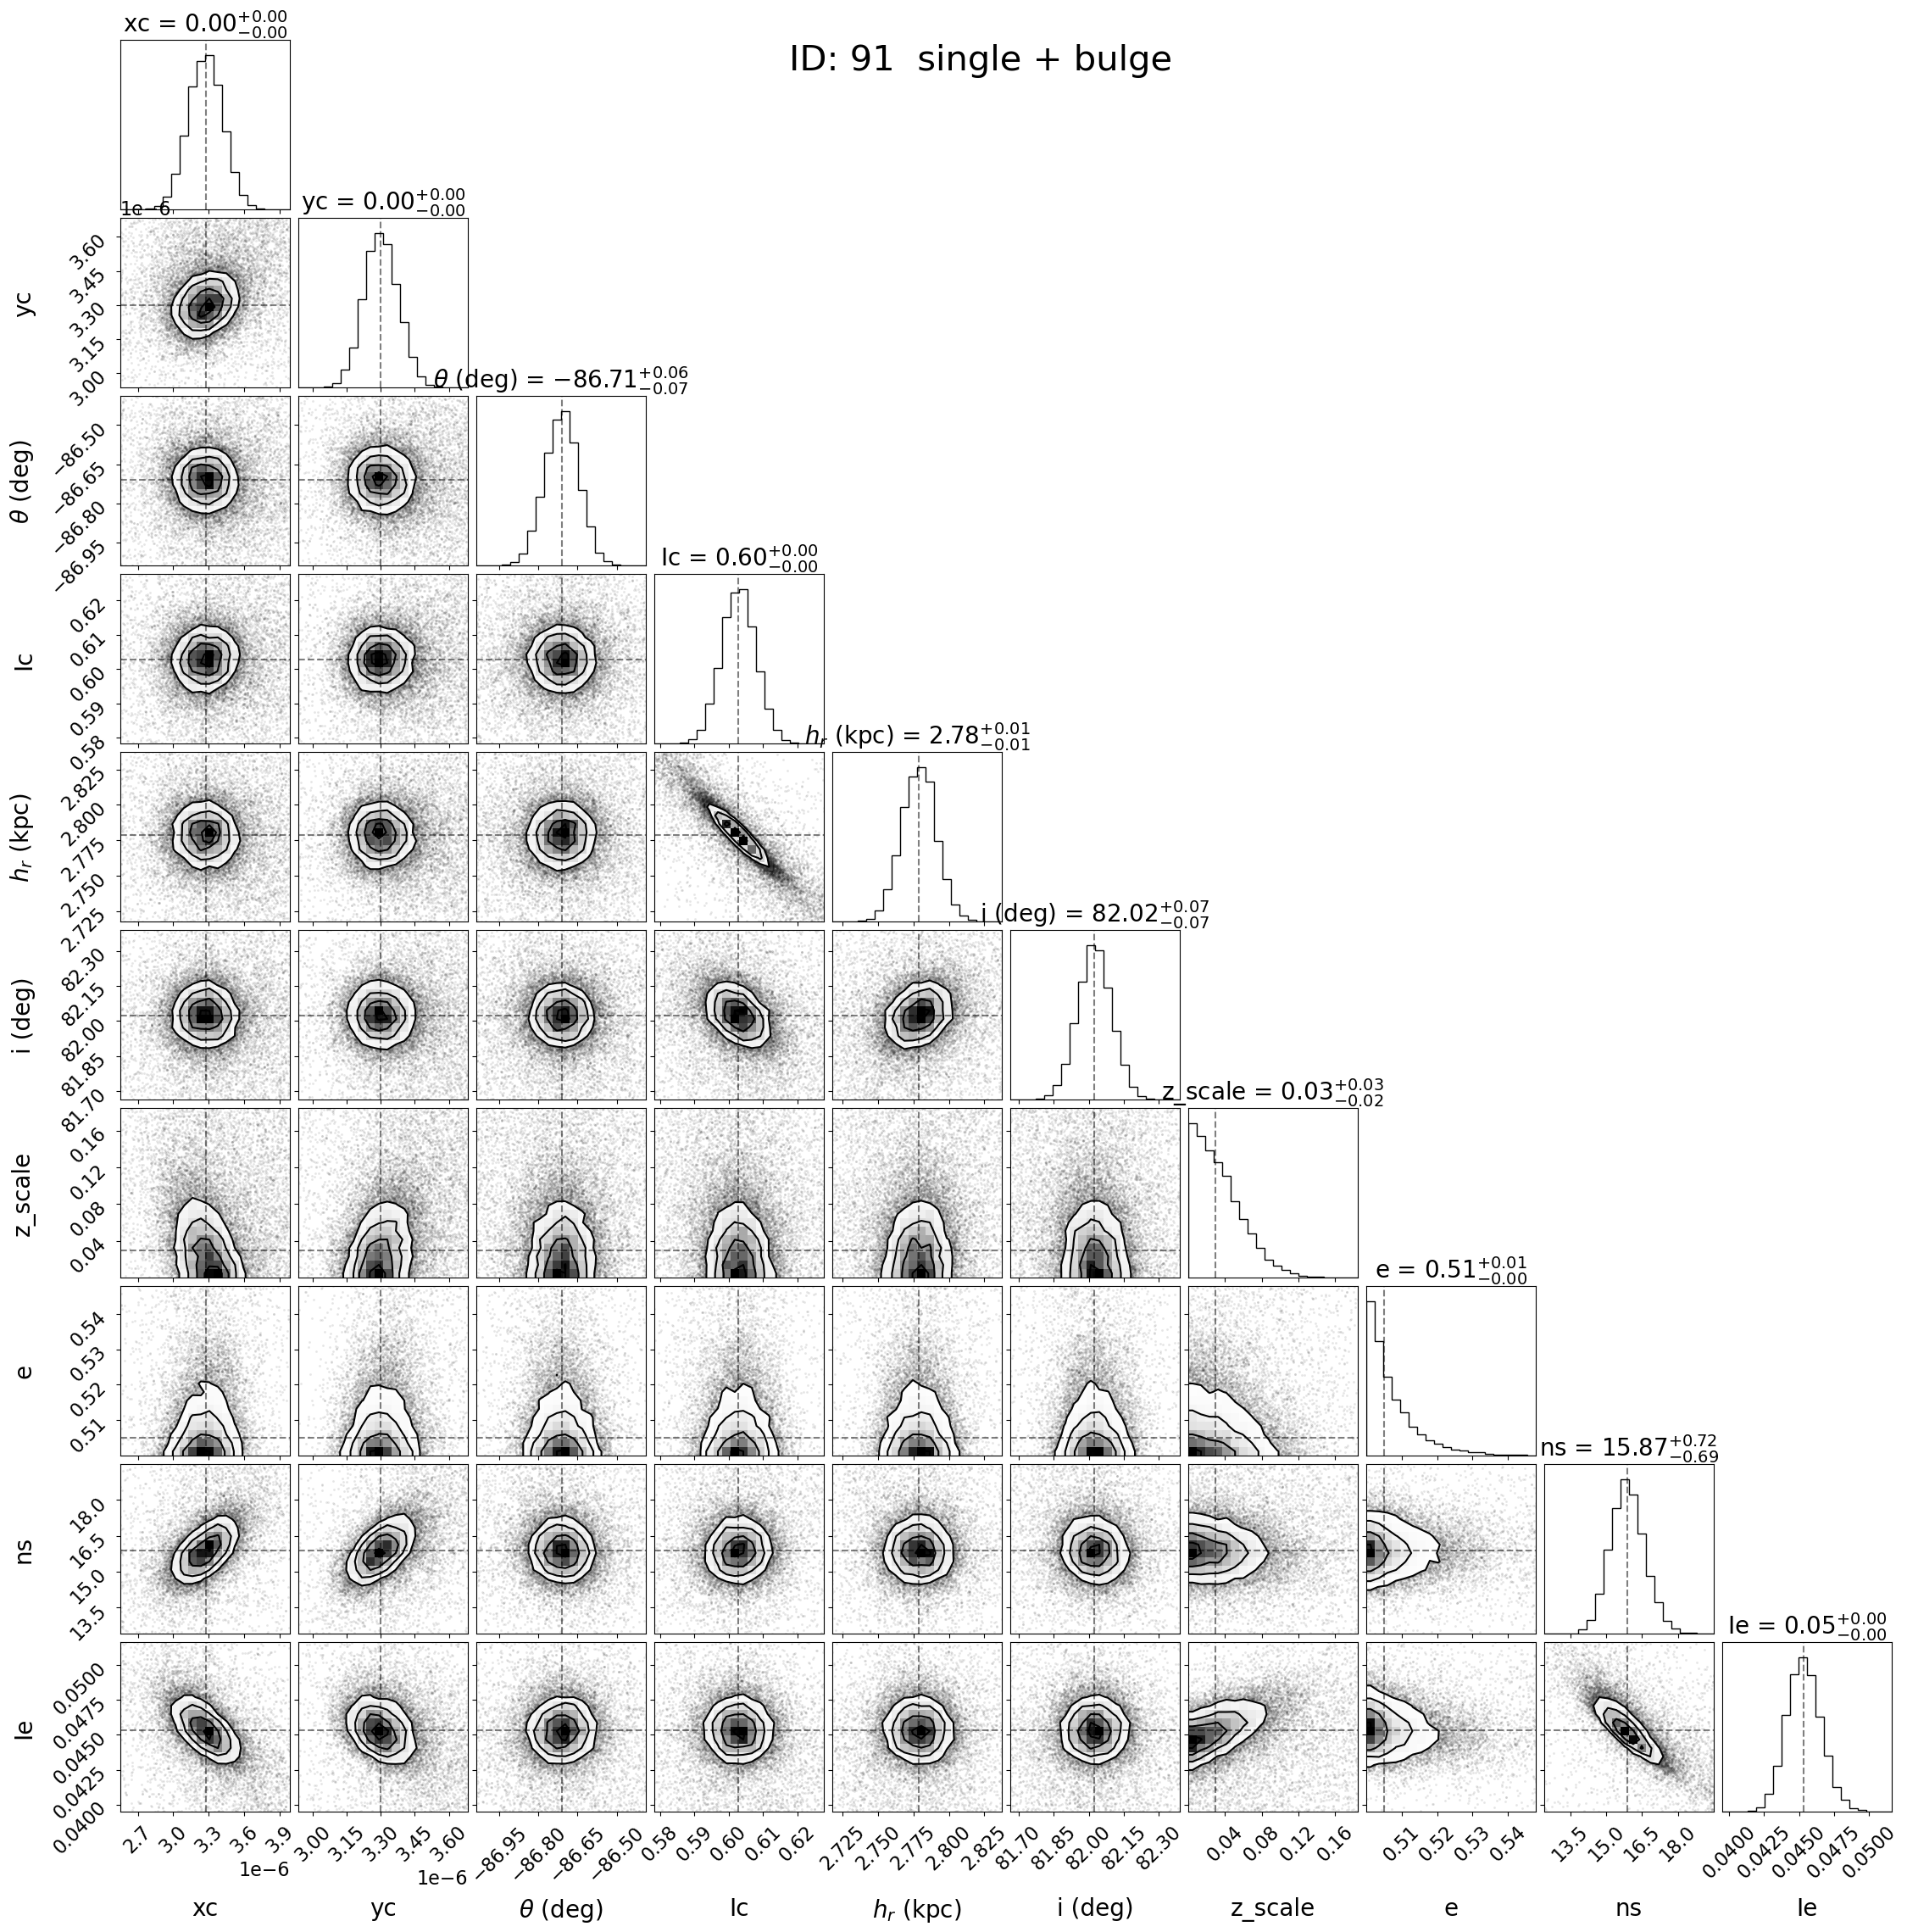 xc = 0.00+0.00−0.00
ID: 91 single + bulge
1e−6
yc = 0.00+0.00−0.00
yc
3.60
3.45
3.30
3.15
3.00
θ (deg) = −86.71+0.06−0.07
θ (deg)
−86.50
−86.65
−86.80
−86.95
Ic = 0.60+0.00−0.00
Ic
0.62
0.61
0.60
0.59
0.58
hr (kpc) = 2.78+0.01−0.01
hr (kpc)
2.825
2.800
2.775
2.750
2.725
i (deg) = 82.02+0.07−0.07
i (deg)
82.30
82.15
82.00
81.85
81.70
z_scale = 0.03+0.03−0.02
z_scale
0.16
0.12
0.08
0.04
e = 0.51+0.01−0.00
e
0.54
0.53
0.52
0.51
ns = 15.87+0.72−0.69
ns
18.0
16.5
15.0
13.5
Ie = 0.05+0.00−0.00
Ie
0.0500
0.0475
0.0450
0.0425
0.0400
2.7 3.0 3.3 3.6 3.9 3.00 3.15 3.30 3.45 3.60 −86.95 −86.80 −86.65 −86.50 0.58 0.59 0.60 0.61 0.62 2.725 2.750 2.775 2.800 2.825 81.70 81.85 82.00 82.15 82.30 0.04 0.08 0.12 0.16 0.51 0.52 0.53 0.54 13.5 15.0 16.5 18.0 0.0400 0.0425 0.0450 0.0475 0.0500
1e−6 1e−6
xc yc θ (deg) Ic hr (kpc) i (deg) z_scale e ns Ie